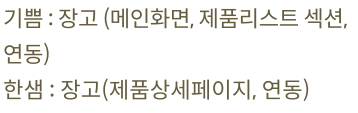 기쁨 : 장고 (메인화면, 제품리스트 섹션,
연동)
한샘 : 장고(제품상세페이지, 연동)